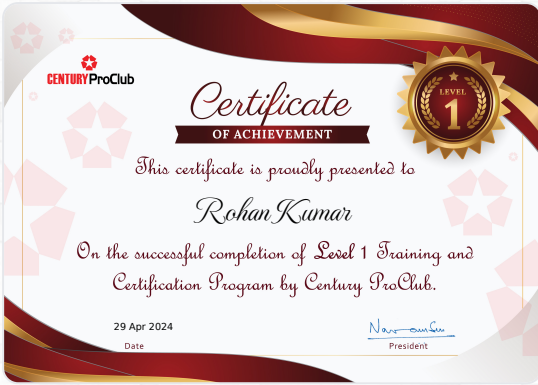 CENTURY ProClub
Certificate
OF ACHIEVEMENT
LEVEL
1
This certificate is proudly presented to
Rohan Kumar
On the successful completion of Level 1 Training and
Certification Program by Century ProClub.
29 Apr 2024
Date
President